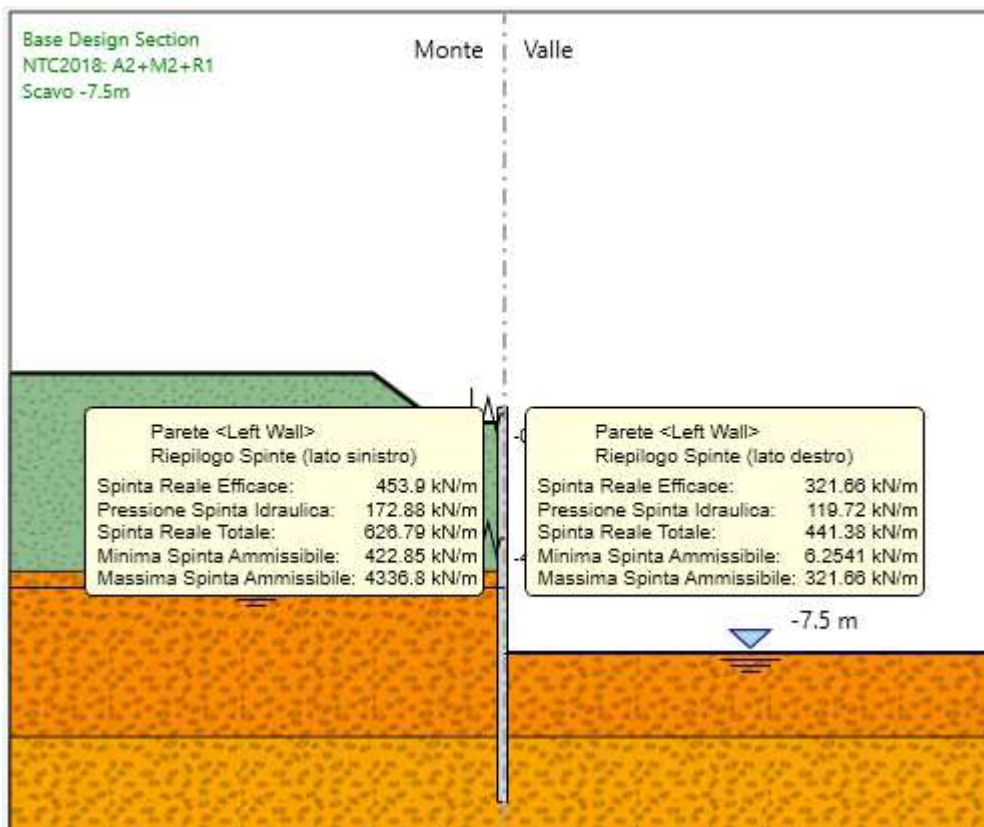 Base Design Section
NTC2018: A2+M2+R1
Scavo -7.5m
Monte
Valle
Parete <Left Wall>
Riepilogo Spinte (lato sinistro)
Spinta Reale Efficace: 453.9 kN/m
Pressione Spinta Idraulica: 172.88 kN/m
Spinta Reale Totale: 626.79 kN/m
Minima Spinta Ammissibile: 422.85 kN/m
Massima Spinta Ammissibile: 4336.8 kN/m
Parete <Left Wall>
Riepilogo Spinte (lato destro)
Spinta Reale Efficace: 321.66 kN/m
Pressione Spinta Idraulica: 119.72 kN/m
Spinta Reale Totale: 441.38 kN/m
Minima Spinta Ammissibile: 6.2541 kN/m
Massima Spinta Ammissibile: 321.66 kN/m
-7.5 m